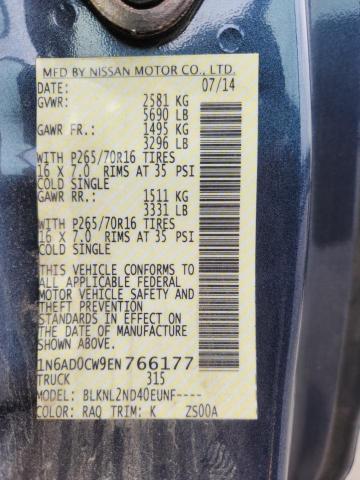 MFD BY NISSAN MOTOR CO., LTD.
DATE: 07/14
GVWR: 2581 KG
5690 LB
GAWR FR.: 1495 KG
3296 LB
WITH P265/70R16 TIRES
16 X 7.0 RIMS AT 35 PSI
COLD SINGLE
GAWR RR.: 1511 KG
3331 LB
WITH P265/70R16 TIRES
16 X 7.0 RIMS AT 35 PSI
COLD SINGLE
THIS VEHICLE CONFORMS TO
ALL APPLICABLE FEDERAL
MOTOR VEHICLE SAFETY AND
THEFT PREVENTION
STANDARDS IN EFFECT ON
THE DATE OF MANUFACTURE
SHOWN ABOVE.
1N6AD0CW9EN766177
TRUCK 315
MODEL: BLKNL2ND40EUNF----
COLOR: RAQ TRIM: K ZS00A